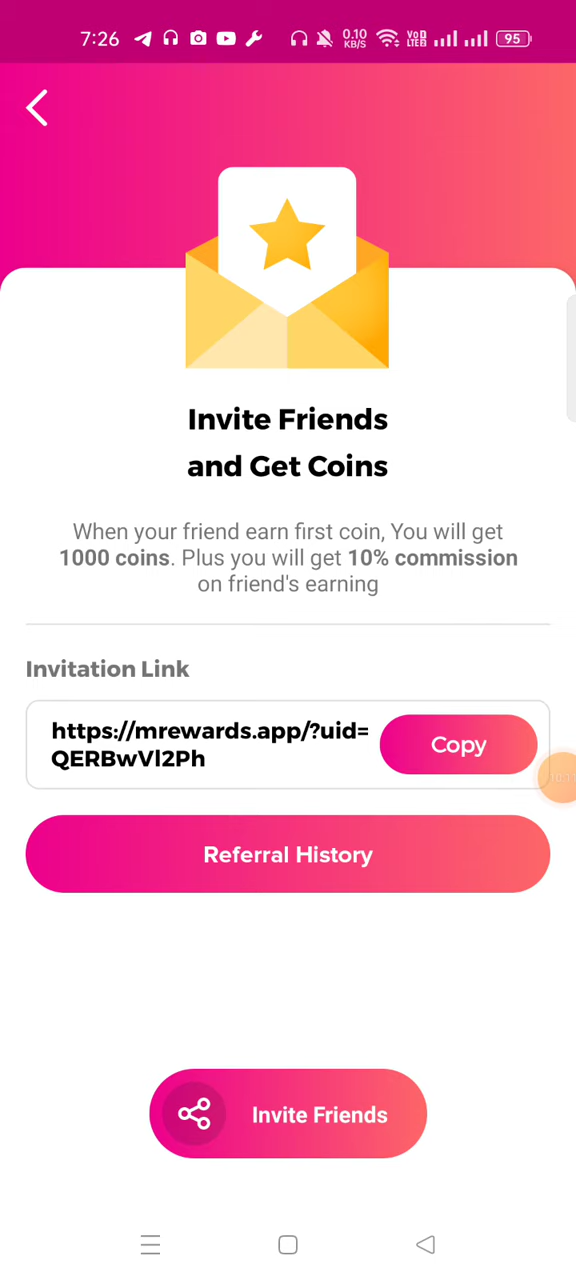 7:26 0.10 KB/S VoD LTE2 95
Invite Friends
and Get Coins
When your friend earn first coin, You will get
1000 coins. Plus you will get 10% commission
on friend's earning
Invitation Link
https://mrewards.app/?uid=
QERBwVl2Ph
Copy
Referral History
Invite Friends